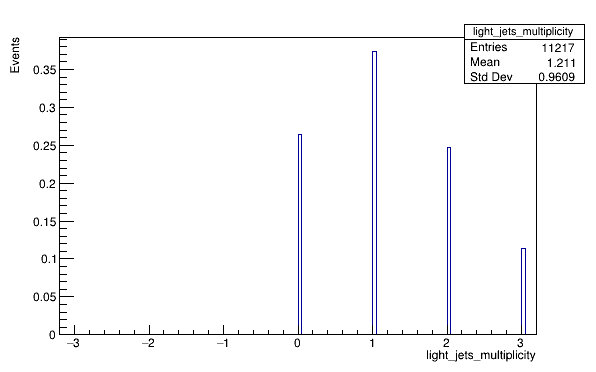 light_jets_multiplicity
Entries 11217
Mean 1.211
Std Dev 0.9609
Events
0.35
0.3
0.25
0.2
0.15
0.1
0.05
0
−3 −2 −1 0 1 2 3
light_jets_multiplicity